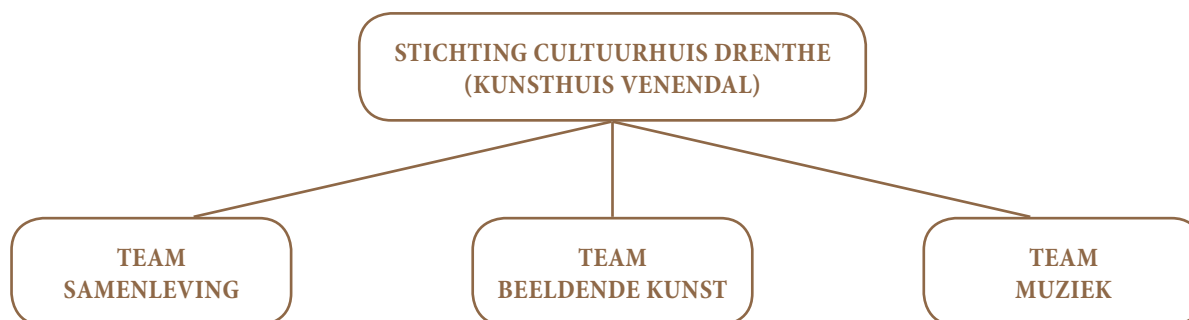 STICHTING CULTUURHUIS DRENTHE
(KUNSTHUIS VENENDAL)
TEAM
SAMENLEVING
TEAM
BEELDENDE KUNST
TEAM
MUZIEK